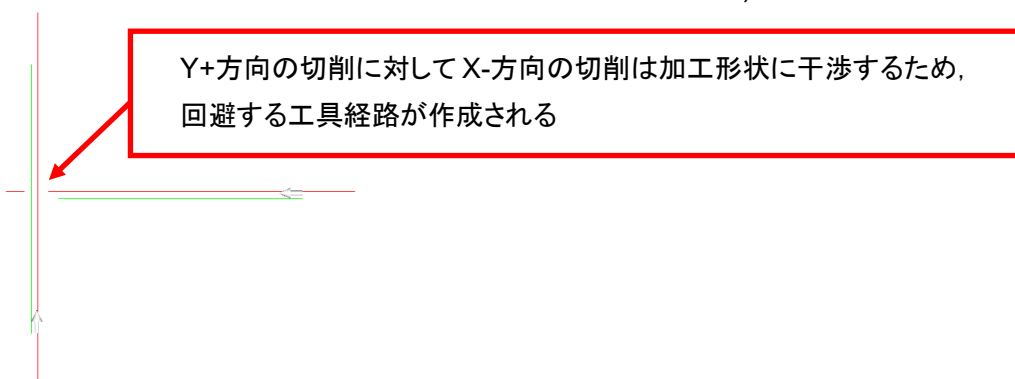 Y+方向の切削に対してX-方向の切削は加工形状に干渉するため,
回避する工具経路が作成される